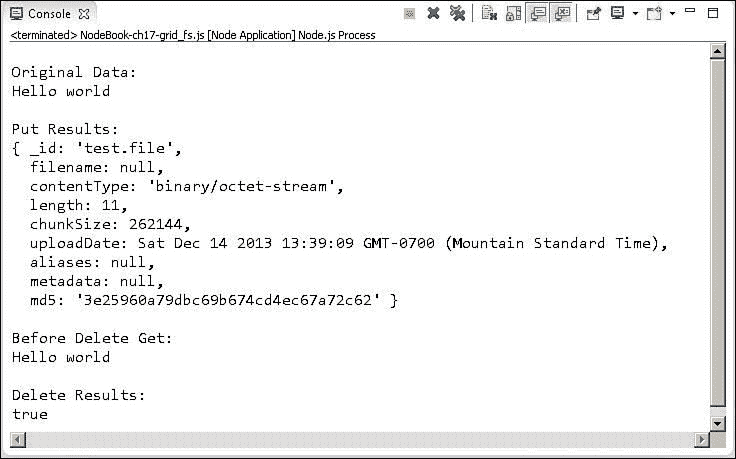 Console
<terminated> NodeBook-ch17-grid_fs.js [Node Application] Node.js Process
Original Data:
Hello world
Put Results:
{ _id: 'test.file',
filename: null,
contentType: 'binary/octet-stream',
length: 11,
chunkSize: 262144,
uploadDate: Sat Dec 14 2013 13:39:09 GMT-0700 (Mountain Standard Time),
aliases: null,
metadata: null,
md5: '3e25960a79dbc69b674cd4ec67a72c62' }
Before Delete Get:
Hello world
Delete Results:
true